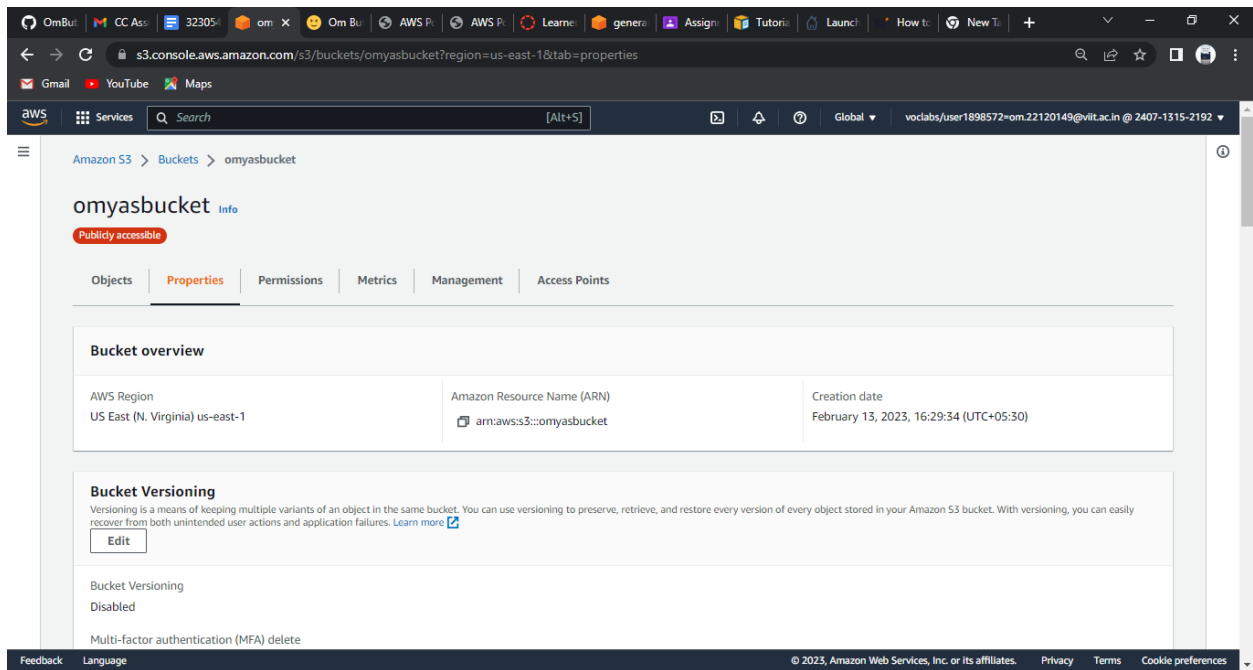 OmBut
CC Ass
323054
om
Om Bu
AWS Po
AWS Po
Learne
genera
Assign
Tutoria
Launch
How to
New Ta
s3.console.aws.amazon.com/s3/buckets/omyasbucket?region=us-east-1&tab=properties
Gmail YouTube Maps
aws Services Search [Alt+S] Global voclabs/user1898572=om.22120149@viit.ac.in @ 2407-1315-2192
Amazon S3 > Buckets > omyasbucket
omyasbucket Info
Publicly accessible
Objects Properties Permissions Metrics Management Access Points
Bucket overview
AWS Region
US East (N. Virginia) us-east-1
Amazon Resource Name (ARN)
arn:aws:s3:::omyasbucket
Creation date
February 13, 2023, 16:29:34 (UTC+05:30)
Bucket Versioning
Versioning is a means of keeping multiple variants of an object in the same bucket. You can use versioning to preserve, retrieve, and restore every version of every object stored in your Amazon S3 bucket. With versioning, you can easily
recover from both unintended user actions and application failures. Learn more
Edit
Bucket Versioning
Disabled
Multi-factor authentication (MFA) delete
Feedback Language © 2023, Amazon Web Services, Inc. or its affiliates. Privacy Terms Cookie preferences